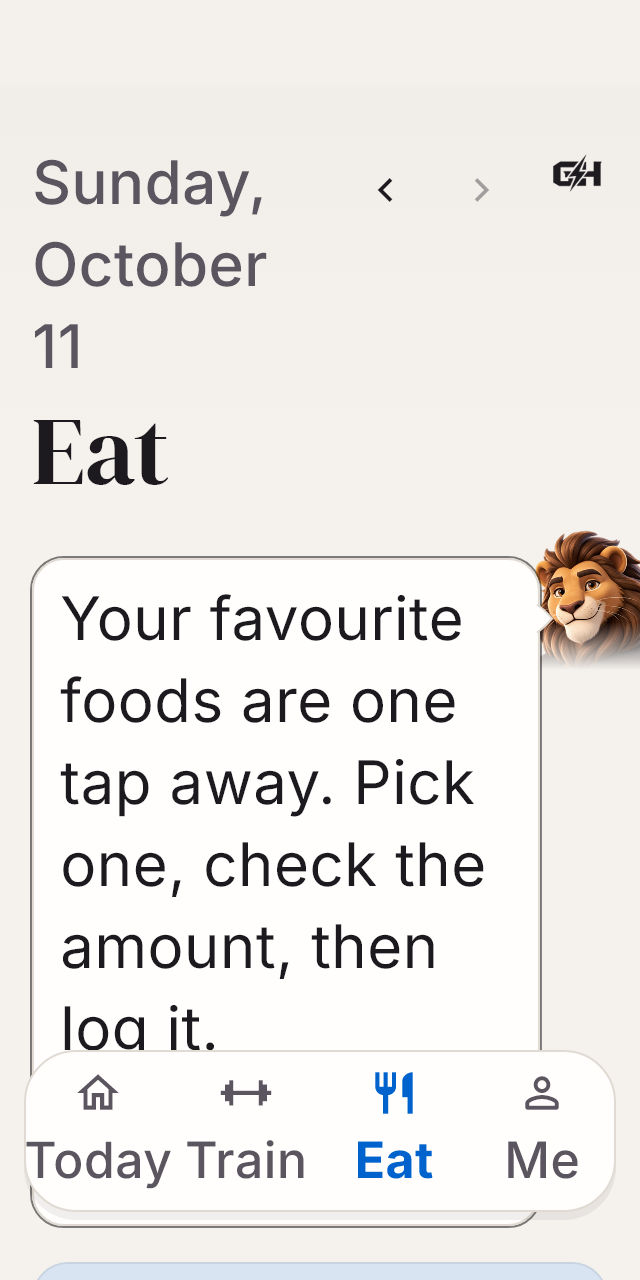 Sunday,
October
11
GH
Eat
Your favourite
foods are one
tap away. Pick
one, check the
amount, then
log it.
Today Train Eat Me